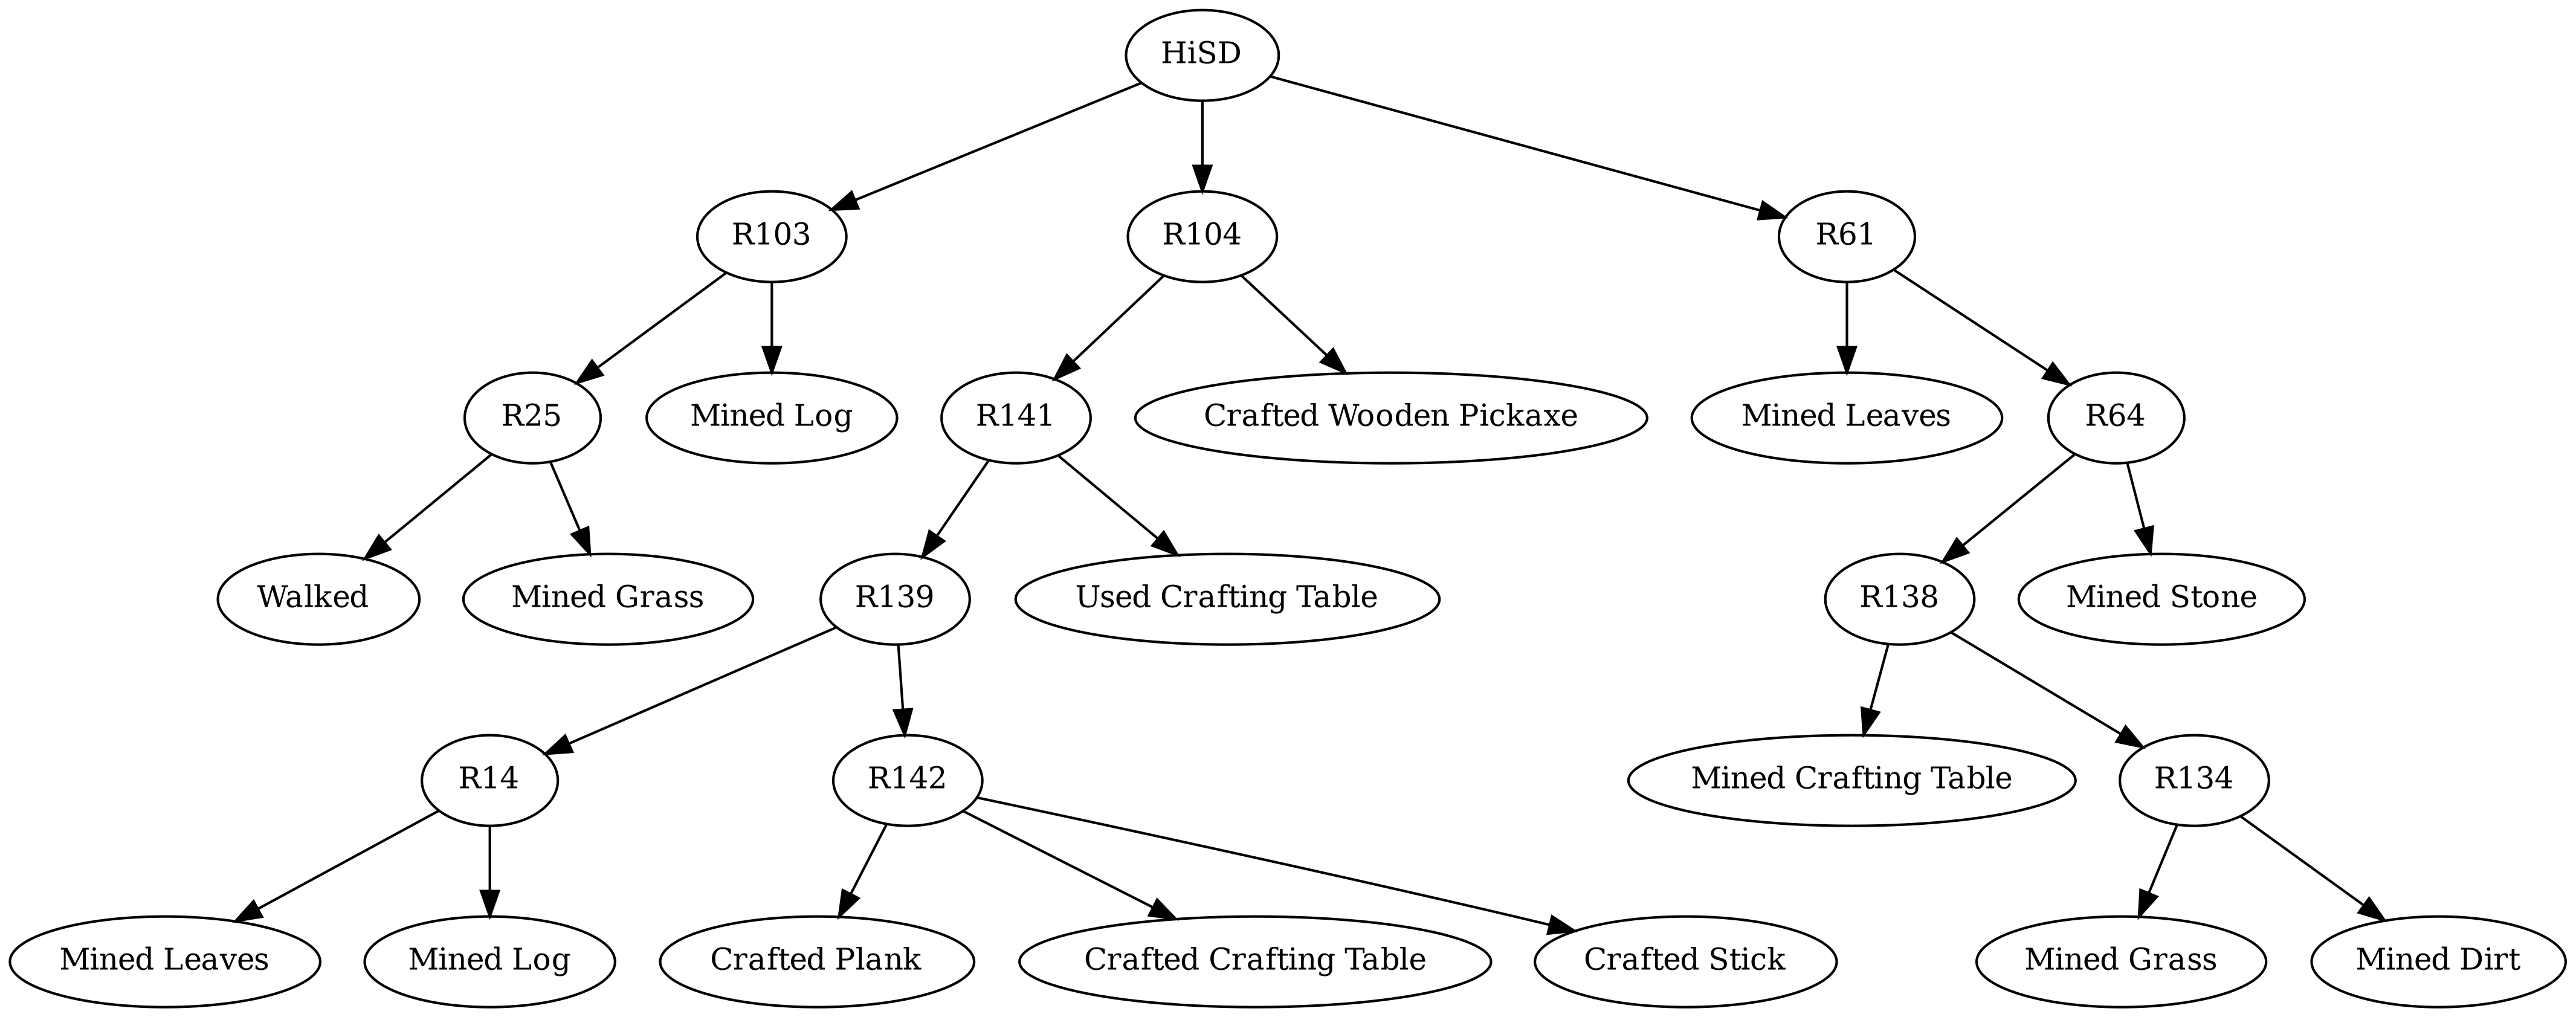 HiSD
R103
R104
R61
R25
Mined Log
R141
Crafted Wooden Pickaxe
Mined Leaves
R64
Walked
Mined Grass
R139
Used Crafting Table
R138
Mined Stone
R14
R142
Mined Crafting Table
R134
Mined Leaves
Mined Log
Crafted Plank
Crafted Crafting Table
Crafted Stick
Mined Grass
Mined Dirt